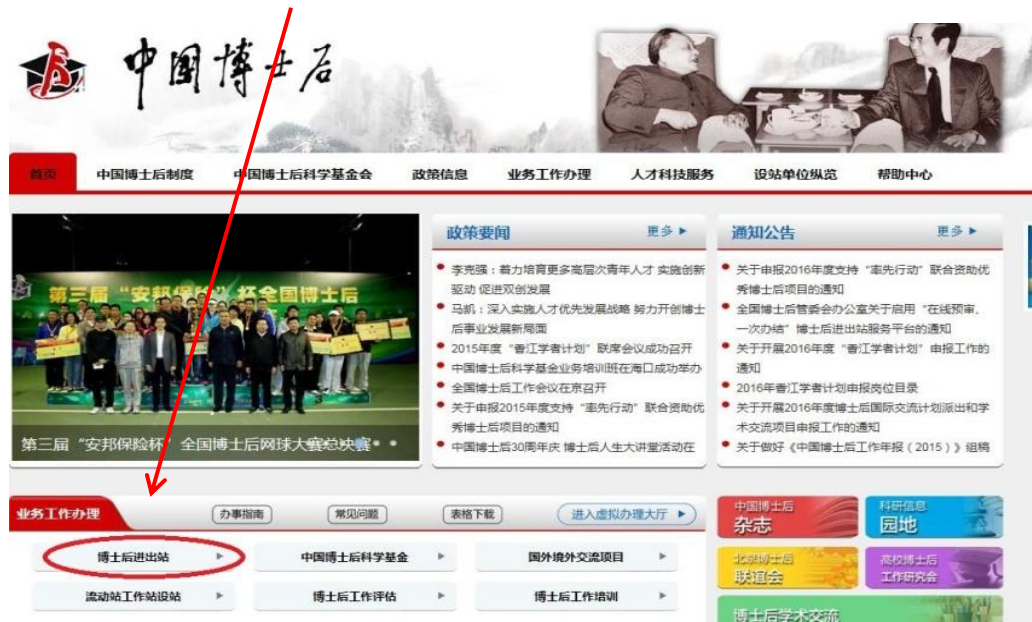 中国博士后
首页 中国博士后制度 中国博士后科学基金会 政策信息 业务工作办理 人才科技服务 设站单位纵览 帮助中心
第三届“安邦保险”杯全国博士后
第三届“安邦保险杯”全国博士后网球大赛总决赛
政策要闻 更多
李克强：着力培育更多高层次青年人才 实施创新
驱动 促进双创发展
马凯：深入实施人才优先发展战略 努力开创博士
后事业发展新局面
2015年度“香江学者计划”联席会议成功召开
中国博士后科学基金业务培训班在海口成功举办
全国博士后工作会议在京召开
关于申报2015年度支持“率先行动”联合资助优
秀博士后项目的通知
中国博士后30周年庆 博士后人生大讲堂活动在
通知公告 更多
关于申报2016年度支持“率先行动”联合资助优
秀博士后项目的通知
全国博士后管委会办公室关于启用“在线预审、
一次办结”博士后进出站服务平台的通知
关于开展2016年度“香江学者计划”申报工作的
通知
2016年香江学者计划申报岗位目录
关于开展2016年度博士后国际交流计划派出和学
术交流项目申报工作的通知
关于做好《中国博士后工作年报（2015）》组稿
业务工作办理 办事指南 常见问题 表格下载 进入虚拟办理大厅
博士后进出站 中国博士后科学基金 国外境外交流项目
流动站工作站设站 博士后工作评估 博士后工作培训
中国博士后
杂志
科研信息
园地
北京博士后
联谊会
高校博士后
工作研究会
博士后学术交流